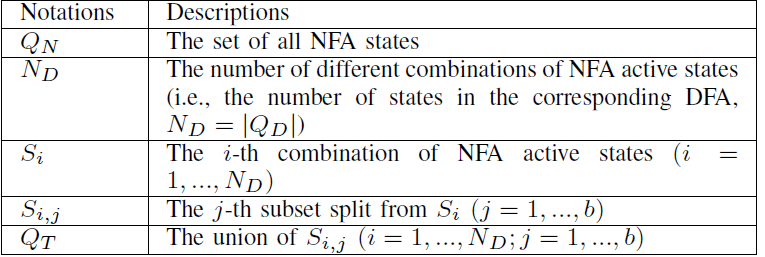 Notations Descriptions
Q_N The set of all NFA states
N_D The number of different combinations of NFA active states
(i.e., the number of states in the corresponding DFA,
N_D = |Q_D|)
S_i The i-th combination of NFA active states (i =
1, ..., N_D)
S_{i,j} The j-th subset split from S_i (j = 1, ..., b)
Q_T The union of S_{i,j} (i = 1, ..., N_D; j = 1, ..., b)